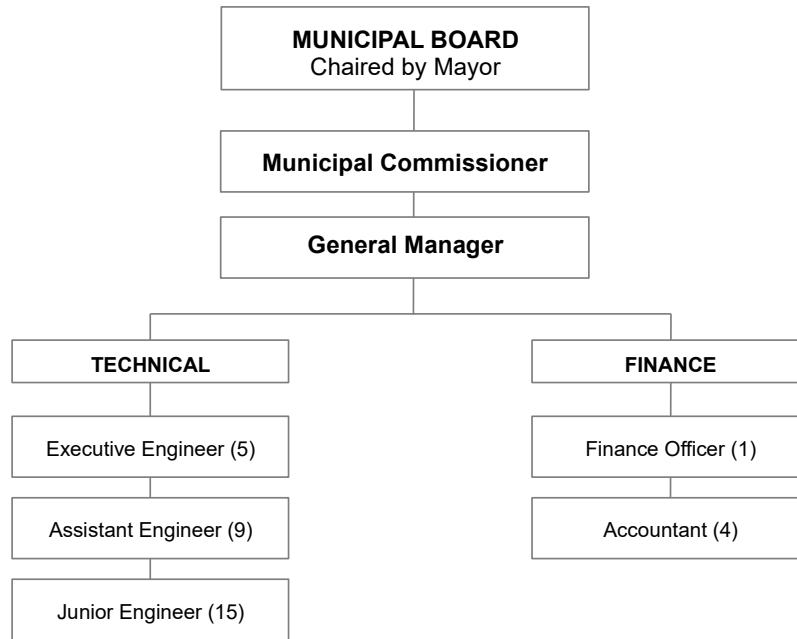 MUNICIPAL BOARD
Chaired by Mayor
Municipal Commissioner
General Manager
TECHNICAL
FINANCE
Executive Engineer (5)
Finance Officer (1)
Assistant Engineer (9)
Accountant (4)
Junior Engineer (15)